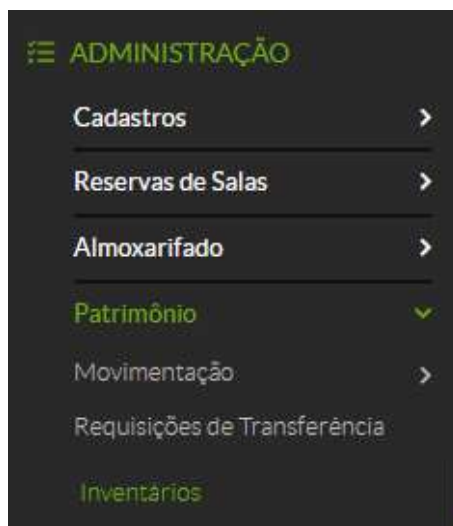 ADMINISTRAÇÃO
Cadastros
Reservas de Salas
Almoxarifado
Patrimônio
Movimentação
Requisições de Transferência
Inventários